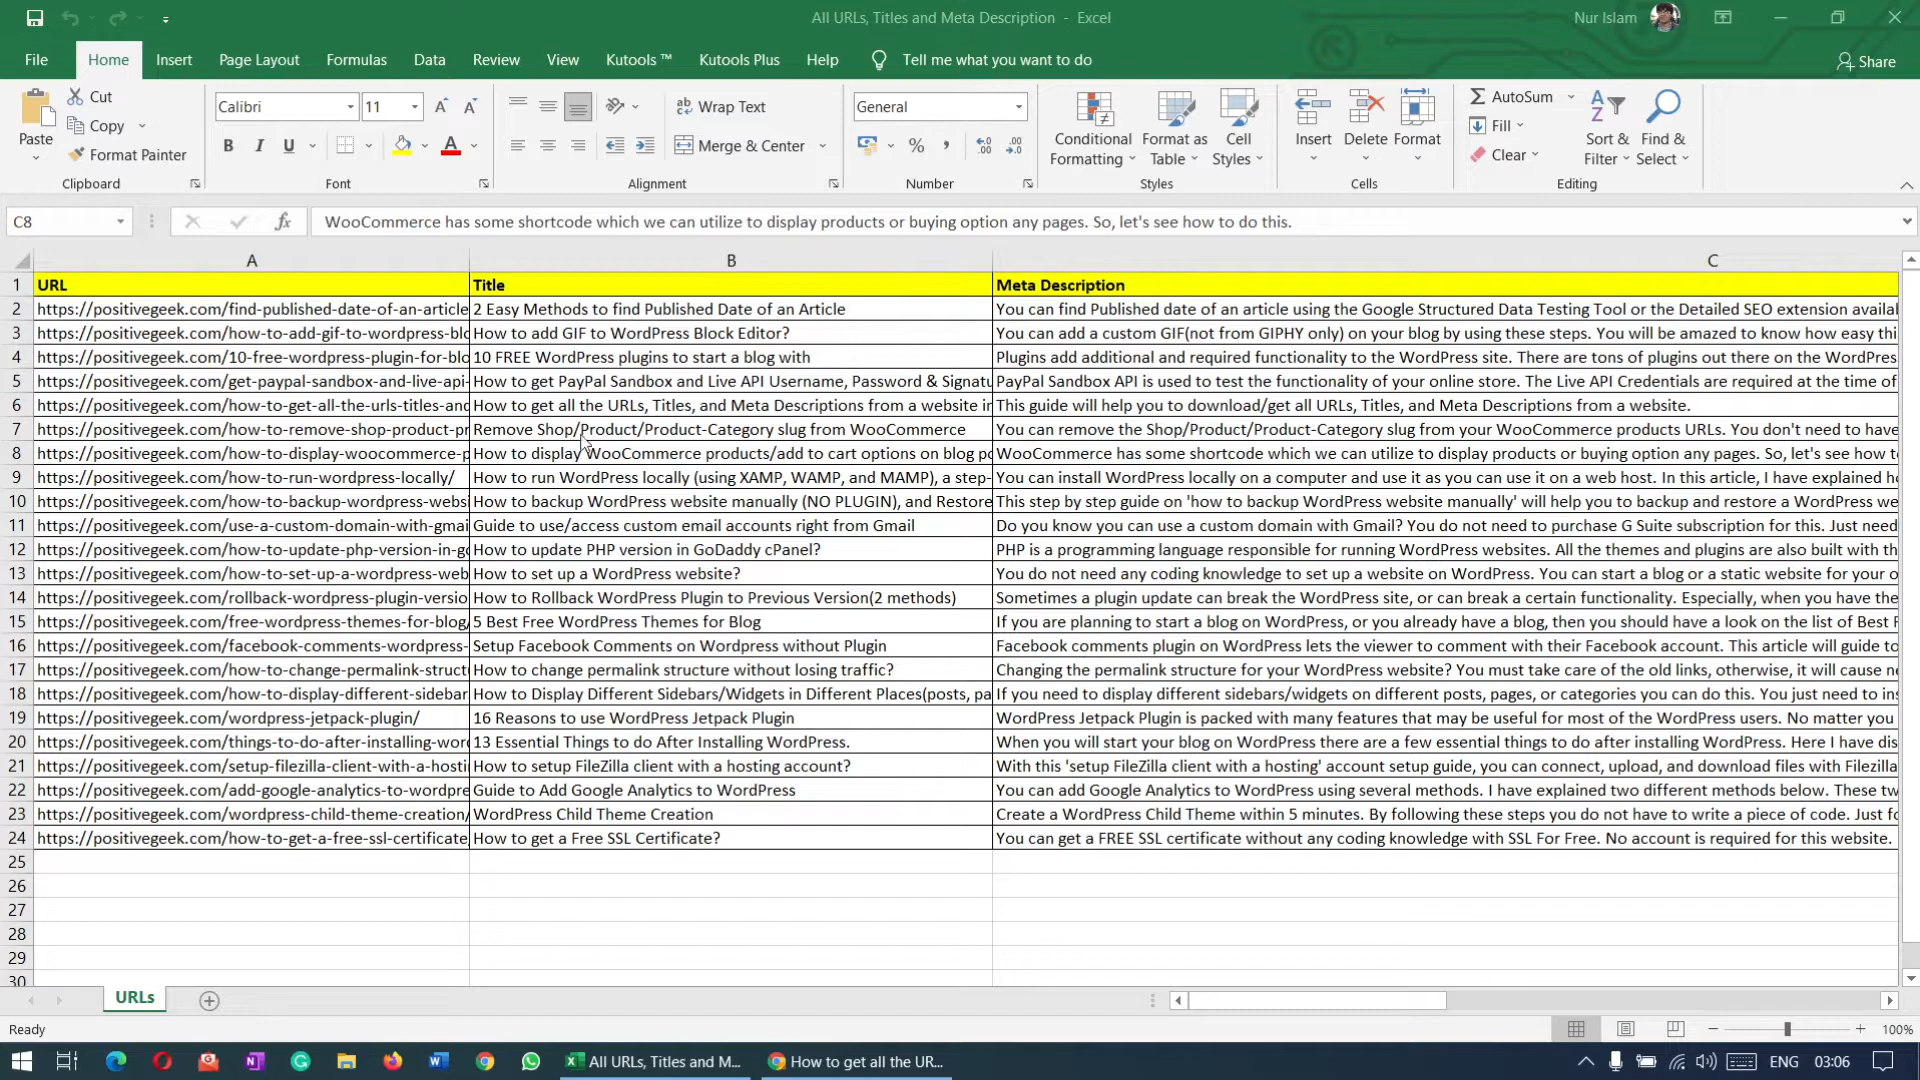 All URLs, Titles and Meta Description - Excel
Nur Islam
File Home Insert Page Layout Formulas Data Review View Kutools ™ Kutools Plus Help Tell me what you want to do Share
Paste
Cut
Copy
Format Painter
Clipboard
Calibri 11
B I U A
Font
ab Wrap Text
Merge & Center
Alignment
General
% ,
Number
Conditional Formatting
Format as Table
Cell Styles
Styles
Insert Delete Format
Cells
AutoSum
Fill
Clear
Sort & Filter
Find & Select
Editing
C8 fx WooCommerce has some shortcode which we can utilize to display products or buying option any pages. So, let's see how to do this.
A B C
1 URL Title Meta Description
2 https://positivegeek.com/find-published-date-of-an-article 2 Easy Methods to find Published Date of an Article You can find Published date of an article using the Google Structured Data Testing Tool or the Detailed SEO extension availal
3 https://positivegeek.com/how-to-add-gif-to-wordpress-blo How to add GIF to WordPress Block Editor? You can add a custom GIF(not from GIPHY only) on your blog by using these steps. You will be amazed to know how easy thi
4 https://positivegeek.com/10-free-wordpress-plugin-for-blo 10 FREE WordPress plugins to start a blog with Plugins add additional and required functionality to the WordPress site. There are tons of plugins out there on the WordPres
5 https://positivegeek.com/get-paypal-sandbox-and-live-api- How to get PayPal Sandbox and Live API Username, Password & Signatu PayPal Sandbox API is used to test the functionality of your online store. The Live API Credentials are required at the time of
6 https://positivegeek.com/how-to-get-all-the-urls-titles-and How to get all the URLs, Titles, and Meta Descriptions from a website in This guide will help you to download/get all URLs, Titles, and Meta Descriptions from a website.
7 https://positivegeek.com/how-to-remove-shop-product-pr Remove Shop/Product/Product-Category slug from WooCommerce You can remove the Shop/Product/Product-Category slug from your WooCommerce products URLs. You don't need to have
8 https://positivegeek.com/how-to-display-woocommerce-p How to display WooCommerce products/add to cart options on blog po WooCommerce has some shortcode which we can utilize to display products or buying option any pages. So, let's see how t
9 https://positivegeek.com/how-to-run-wordpress-locally/ How to run WordPress locally (using XAMP, WAMP, and MAMP), a step- You can install WordPress locally on a computer and use it as you can use it on a web host. In this article, I have explained h
10 https://positivegeek.com/how-to-backup-wordpress-websi How to backup WordPress website manually (NO PLUGIN), and Restore This step by step guide on 'how to backup WordPress website manually' will help you to backup and restore a WordPress we
11 https://positivegeek.com/use-a-custom-domain-with-gmai Guide to use/access custom email accounts right from Gmail Do you know you can use a custom domain with Gmail? You do not need to purchase G Suite subscription for this. Just need
12 https://positivegeek.com/how-to-update-php-version-in-go How to update PHP version in GoDaddy cPanel? PHP is a programming language responsible for running WordPress websites. All the themes and plugins are also built with th
13 https://positivegeek.com/how-to-set-up-a-wordpress-web How to set up a WordPress website? You do not need any coding knowledge to set up a website on WordPress. You can start a blog or a static website for your o
14 https://positivegeek.com/rollback-wordpress-plugin-versio How to Rollback WordPress Plugin to Previous Version(2 methods) Sometimes a plugin update can break the WordPress site, or can break a certain functionality. Especially, when you have the
15 https://positivegeek.com/free-wordpress-themes-for-blog/ 5 Best Free WordPress Themes for Blog If you are planning to start a blog on WordPress, or you already have a blog, then you should have a look on the list of Best F
16 https://positivegeek.com/facebook-comments-wordpress- Setup Facebook Comments on Wordpress without Plugin Facebook comments plugin on WordPress lets the viewer to comment with their Facebook account. This article will guide to
17 https://positivegeek.com/how-to-change-permalink-struct How to change permalink structure without losing traffic? Changing the permalink structure for your WordPress website? You must take care of the old links, otherwise, it will cause ne
18 https://positivegeek.com/how-to-display-different-sidebar How to Display Different Sidebars/Widgets in Different Places(posts, pa If you need to display different sidebars/widgets on different posts, pages, or categories you can do this. You just need to ins
19 https://positivegeek.com/wordpress-jetpack-plugin/ 16 Reasons to use WordPress Jetpack Plugin WordPress Jetpack Plugin is packed with many features that may be useful for most of the WordPress users. No matter you
20 https://positivegeek.com/things-to-do-after-installing-word 13 Essential Things to do After Installing WordPress. When you will start your blog on WordPress there are a few essential things to do after installing WordPress. Here I have dis
21 https://positivegeek.com/setup-filezilla-client-with-a-hosti How to setup FileZilla client with a hosting account? With this 'setup FileZilla client with a hosting' account setup guide, you can connect, upload, and download files with Filezilla
22 https://positivegeek.com/add-google-analytics-to-wordpre Guide to Add Google Analytics to WordPress You can add Google Analytics to WordPress using several methods. I have explained two different methods below. These tw
23 https://positivegeek.com/wordpress-child-theme-creation/ WordPress Child Theme Creation Create a WordPress Child Theme within 5 minutes. By following these steps you do not have to write a piece of code. Just fo
24 https://positivegeek.com/how-to-get-a-free-ssl-certificate How to get a Free SSL Certificate? You can get a FREE SSL certificate without any coding knowledge with SSL For Free. No account is required for this website.
25
26
27
28
29
30
URLs
Ready 100%
All URLs, Titles and M... How to get all the UR... ENG 03:06